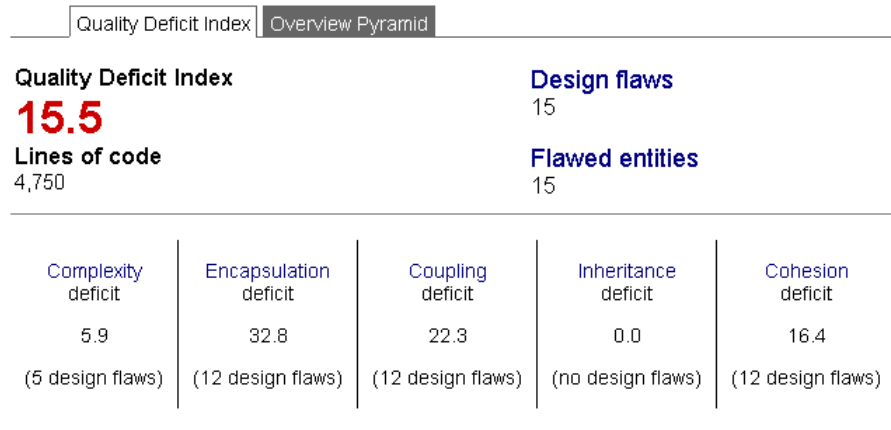 Quality Deficit Index
Overview Pyramid
Quality Deficit Index
15.5
Lines of code
4,750
Design flaws
15
Flawed entities
15
Complexity
deficit
5.9
(5 design flaws)
Encapsulation
deficit
32.8
(12 design flaws)
Coupling
deficit
22.3
(12 design flaws)
Inheritance
deficit
0.0
(no design flaws)
Cohesion
deficit
16.4
(12 design flaws)